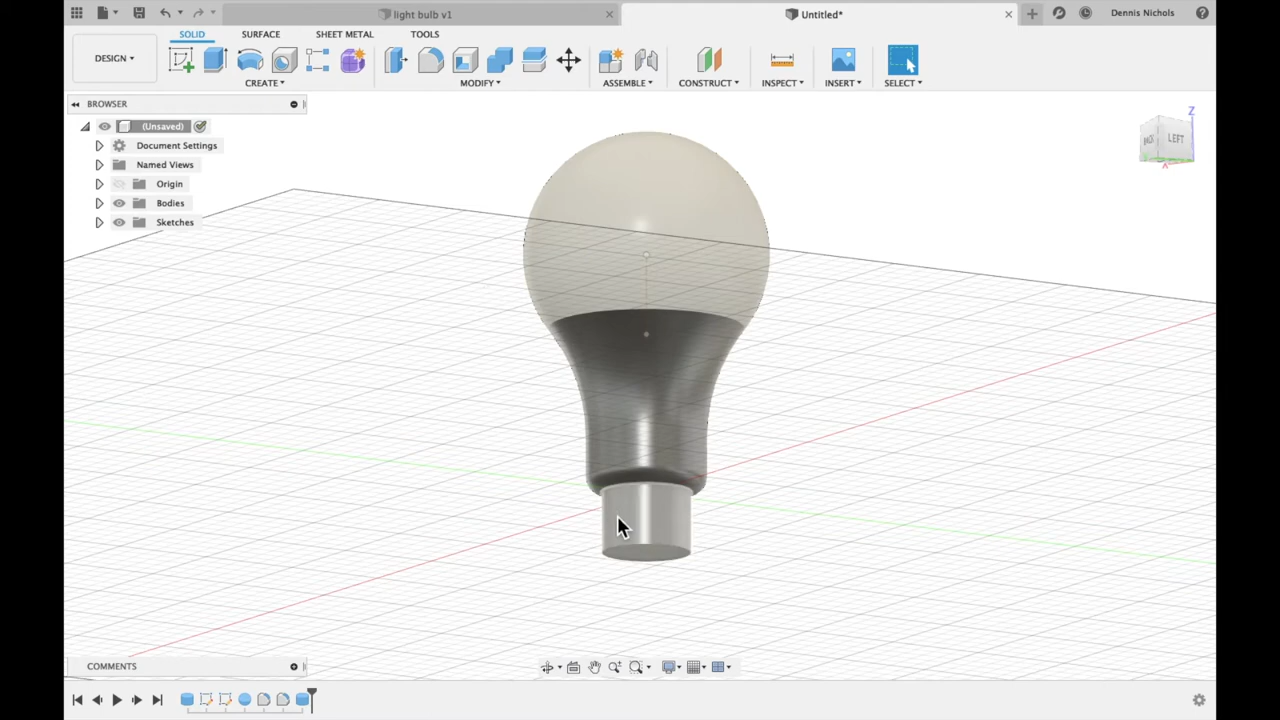 light bulb v1
Untitled*
Dennis Nichols
SOLID SURFACE SHEET METAL TOOLS
DESIGN
CREATE MODIFY ASSEMBLE CONSTRUCT INSPECT INSERT SELECT
BROWSER
(Unsaved)
Document Settings
Named Views
Origin
Bodies
Sketches
Z
LEFT
COMMENTS